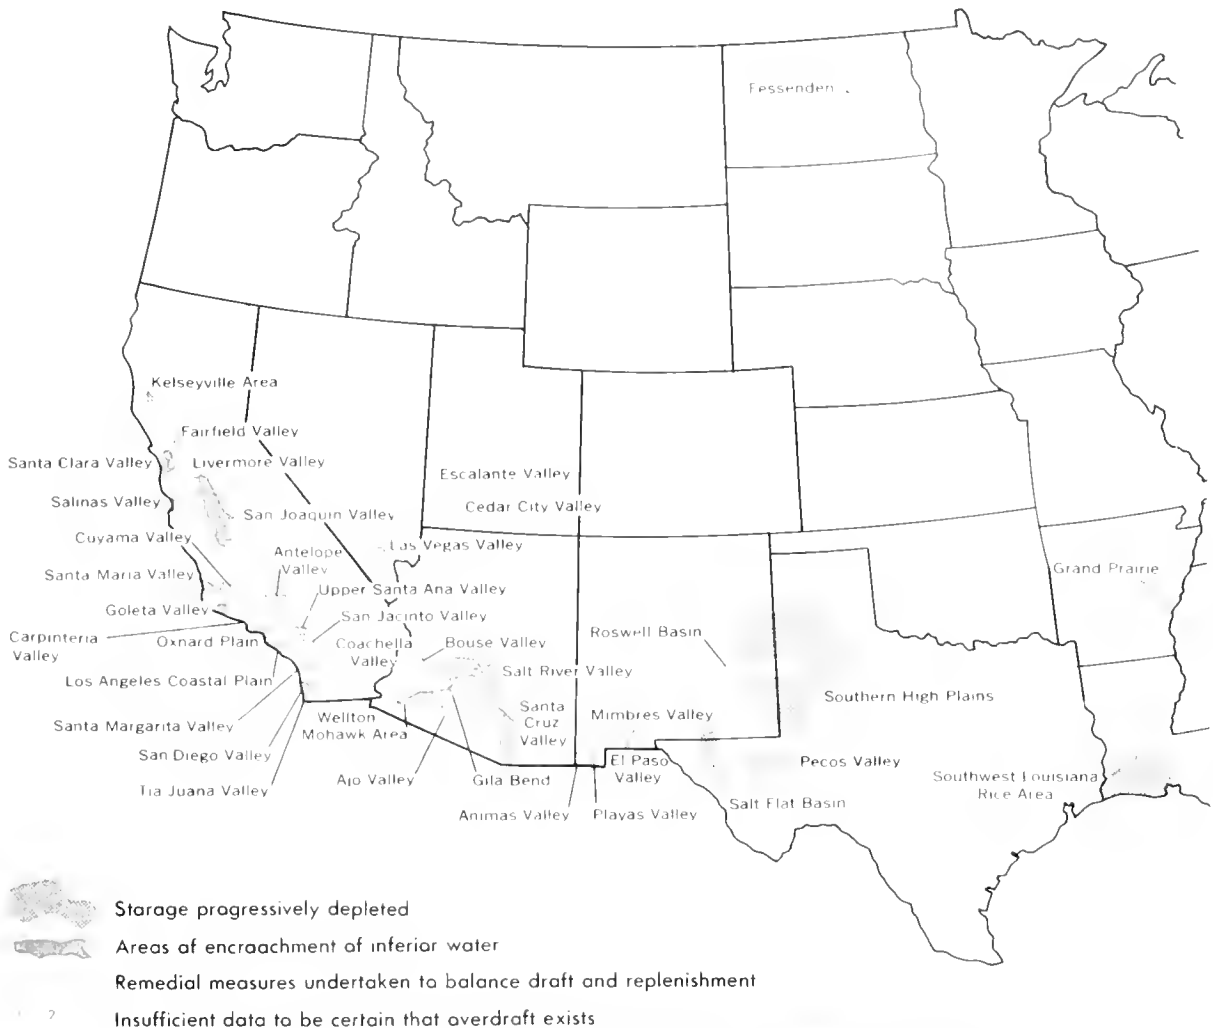 Fessenden
Kelseyville Area
Fairfield Valley
Santa Clara Valley
Livermore Valley
Escalante Valley
Salinas Valley
San Joaquin Valley
Cedar City Valley
Cuyama Valley
Antelope
Valley
Las Vegas Valley
Santa Maria Valley
Upper Santa Ana Valley
Grand Prairie
Goleta Valley
San Jacinto Valley
Carpinteria
Valley
Oxnard Plain
Coachella
Valley
Bouse Valley
Roswell Basin
Los Angeles Coastal Plain
Salt River Valley
Southern High Plains
Santa Margarita Valley
Wellton
Mohawk Area
Santa
Cruz
Valley
Mimbres Valley
San Diego Valley
El Paso
Valley
Pecos Valley
Tia Juana Valley
Ajo Valley
Gila Bend
Southwest Louisiana
Rice Area
Animas Valley
Playas Valley
Salt Flat Basin
Starage progressively depleted
Areas af encraachment of inferior water
Remedial measures undertaken to balance draft and replenishment
? Insufficient data to be certain that overdraft exists